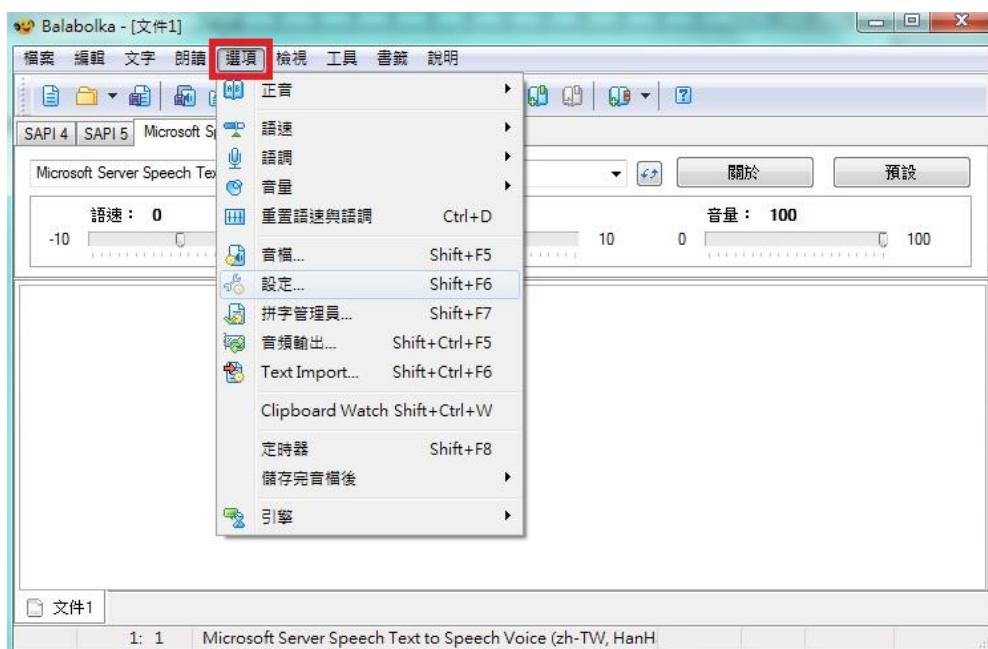 Balabolka - [文件1]
檔案 編輯 文字 朗讀 選項 檢視 工具 書籤 說明
SAPI 4 SAPI 5 Microsoft Sp
Microsoft Server Speech Tex
關於 預設
語速： 0
-10 10
音量： 100
0 100
正音
語速
語調
音量
重置語速與語調 Ctrl+D
音檔... Shift+F5
設定... Shift+F6
拼字管理員... Shift+F7
音頻輸出... Shift+Ctrl+F5
Text Import... Shift+Ctrl+F6
Clipboard Watch Shift+Ctrl+W
定時器 Shift+F8
儲存完音檔後
引擎
文件1
1: 1 Microsoft Server Speech Text to Speech Voice (zh-TW, HanH